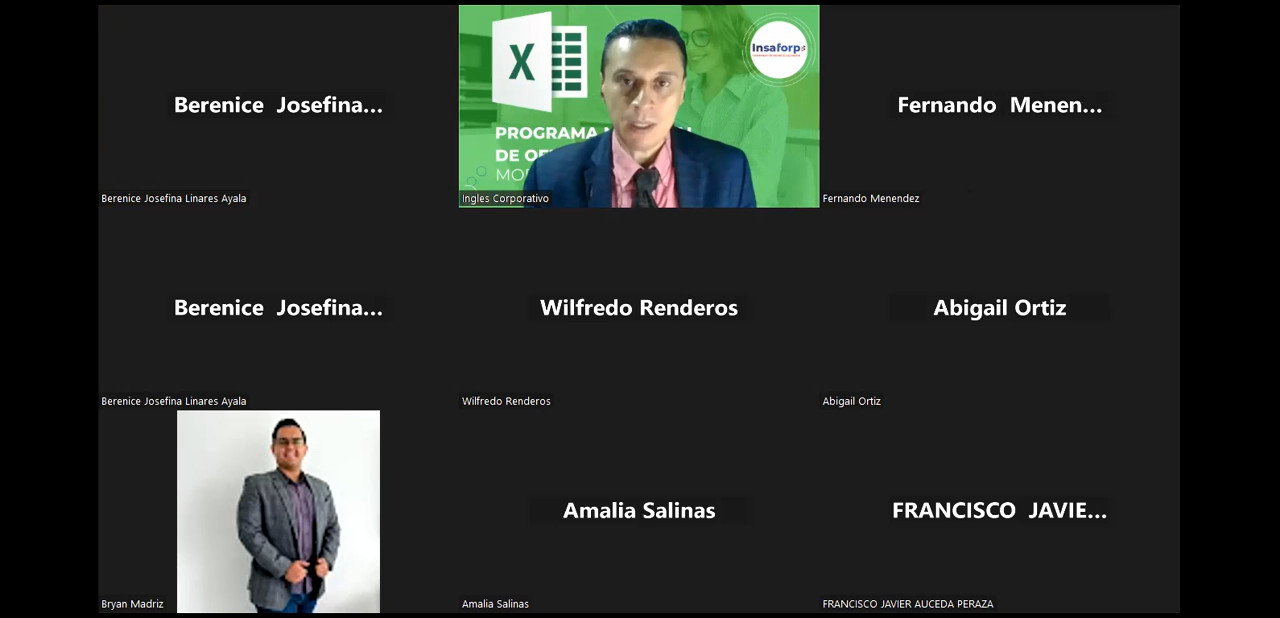 Berenice Josefina...
Berenice Josefina Linares Ayala
X
Insaforp
PROGRAMA
DE
Ingles Corporativo
Fernando Menen...
Fernando Menendez
Berenice Josefina...
Berenice Josefina Linares Ayala
Wilfredo Renderos
Wilfredo Renderos
Abigail Ortiz
Abigail Ortiz
Bryan Madriz
Amalia Salinas
Amalia Salinas
FRANCISCO JAVIE...
FRANCISCO JAVIER AUCEDA PERAZA